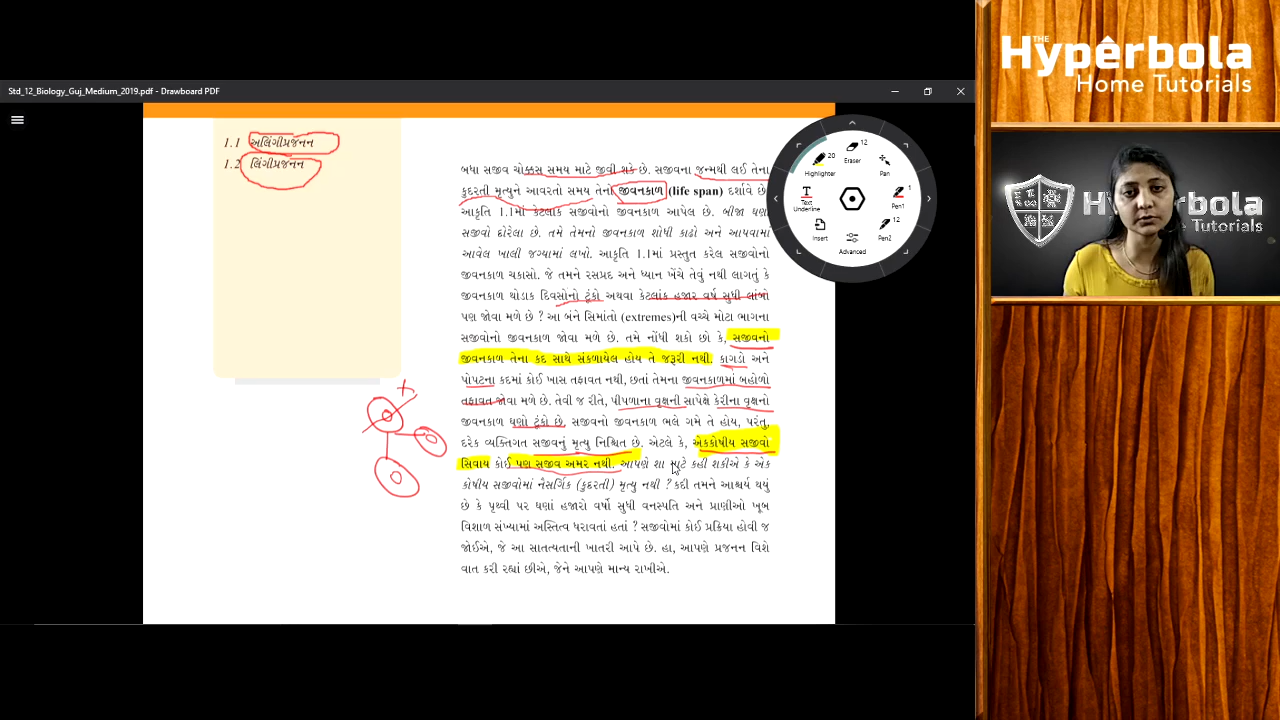 THE
Hypêrbola
Home Tutorials
Std_12_Biology_Guj_Medium_2019.pdf - Drawboard PDF
1.1 અલિંગીપ્રજનન
1.2 લિંગીપ્રજનન
બધા સજીવ ચોક્કસ સમય માટે જીવી શકે છે. સજીવના જન્મથી લઈ તેના
કુદરતી મૃત્યુને આવરતો સમય તેનો જીવનકાળ (life span) દર્શાવે છે.
આકૃતિ 1.1માં કેટલાક સજીવોનો જીવનકાળ આપેલ છે. બીજા ઘણા
સજીવો દોરેલા છે. તમે તેમનો જીવનકાળ શોધી કાઢો અને આપવામાં
આવેલ ખાલી જગ્યામાં લખો. આકૃતિ 1.1માં પ્રસ્તુત કરેલ સજીવોનો
જીવનકાળ ચકાસો. જે તમને રસપ્રદ અને ધ્યાન ખેંચે તેવું નથી લાગતું કે
જીવનકાળ થોડાક દિવસોનો ટૂંકો અથવા કેટલાંક હજાર વર્ષ સુધી લાંબો
પણ જોવા મળે છે ? આ બંને સિમાંતો (extremes)ની વચ્ચે મોટા ભાગના
સજીવોનો જીવનકાળ જોવા મળે છે. તમે નોંધી શકો છો કે, સજીવનો
જીવનકાળ તેના કદ સાથે સંકળાયેલ હોય તે જરૂરી નથી. કાગડો અને
પોપટના કદમાં કોઈ ખાસ તફાવત નથી, છતાં તેમના જીવનકાળમાં બહોળો
તફાવત જોવા મળે છે. તેવી જ રીતે, પીપળાના વૃક્ષની સાપેક્ષે કેરીના વૃક્ષનો
જીવનકાળ ઘણો ટૂંકો છે. સજીવનો જીવનકાળ ભલે ગમે તે હોય, પરંતુ,
દરેક વ્યક્તિગત સજીવનું મૃત્યુ નિશ્ચિત છે. એટલે કે, એકકોષીય સજીવો
સિવાય કોઈ પણ સજીવ અમર નથી. આપણે શા માટે કહી શકીએ કે એક
કોષીય સજીવોમાં નૈસર્ગિક (કુદરતી) મૃત્યુ નથી ? કદી તમને આશ્ચર્ય થયું
છે કે પૃથ્વી પર ઘણાં હજારો વર્ષો સુધી વનસ્પતિ અને પ્રાણીઓ ખૂબ
વિશાળ સંખ્યામાં અસ્તિત્વ ધરાવતાં હતાં ? સજીવોમાં કોઈ પ્રક્રિયા હોવી જ
જોઈએ, જે આ સાતત્યતાની ખાતરી આપે છે. હા, આપણે પ્રજનન વિશે
વાત કરી રહ્યાં છીએ, જેને આપણે માન્ય રાખીએ.
Highlighter 20
Eraser 12
Pan
Text Underline
Pen1 1
Insert
Pen2 12
Advanced